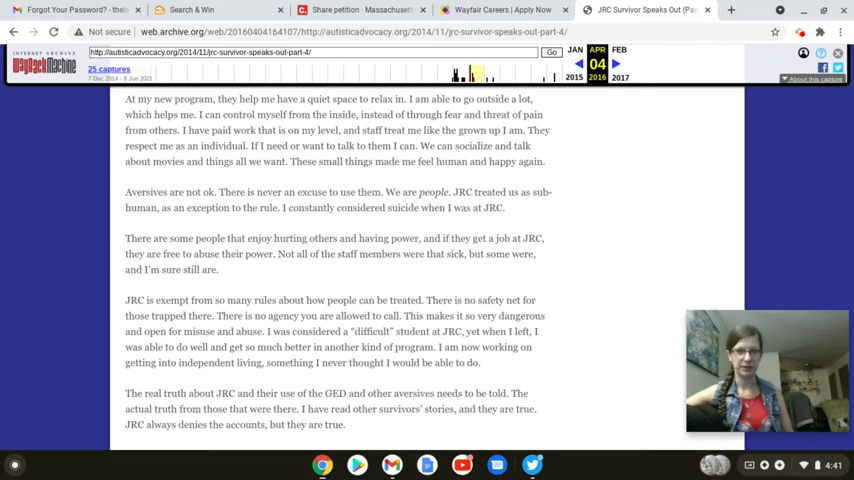 Forgot Your Password? - thela
Search & Win
Share petition · Massachusett
Wayfair Careers | Apply Now
JRC Survivor Speaks Out (Par
Not secure | web.archive.org/web/20160404164107/http://autisticadvocacy.org/2014/11/jrc-survivor-speaks-out-part-4/
INTERNET ARCHIVE
WayBackMachine
http://autisticadvocacy.org/2014/11/jrc-survivor-speaks-out-part-4/
Go
JAN APR FEB
04
2015 2016 2017
25 captures
7 Dec 2014 - 8 Jun 2021
About this capture
At my new program, they help me have a quiet space to relax in. I am able to go outside a lot,
which helps me. I can control myself from the inside, instead of through fear and threat of pain
from others. I have paid work that is on my level, and staff treat me like the grown up I am. They
respect me as an individual. If I need or want to talk to them I can. We can socialize and talk
about movies and things all we want. These small things made me feel human and happy again.
Aversives are not ok. There is never an excuse to use them. We are people. JRC treated us as sub-
human, as an exception to the rule. I constantly considered suicide when I was at JRC.
There are some people that enjoy hurting others and having power, and if they get a job at JRC,
they are free to abuse their power. Not all of the staff members were that sick, but some were,
and I'm sure still are.
JRC is exempt from so many rules about how people can be treated. There is no safety net for
those trapped there. There is no agency you are allowed to call. This makes it so very dangerous
and open for misuse and abuse. I was considered a "difficult" student at JRC, yet when I left, I
was able to do well and get so much better in another kind of program. I am now working on
getting into independent living, something I never thought I would be able to do.
The real truth about JRC and their use of the GED and other aversives needs to be told. The
actual truth from those that were there. I have read other survivors' stories, and they are true.
JRC always denies the accounts, but they are true.
4:41